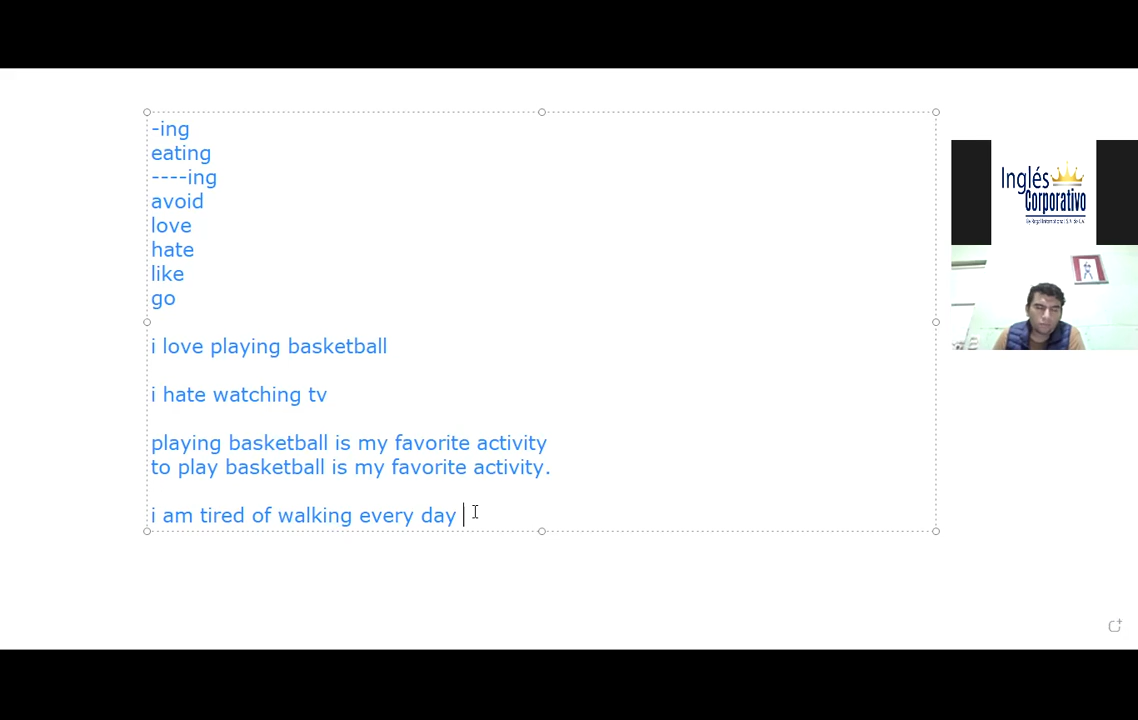 -ing
eating
----ing
avoid
love
hate
like
go
i love playing basketball
i hate watching tv
playing basketball is my favorite activity
to play basketball is my favorite activity.
i am tired of walking every day
Inglés
Corporativo